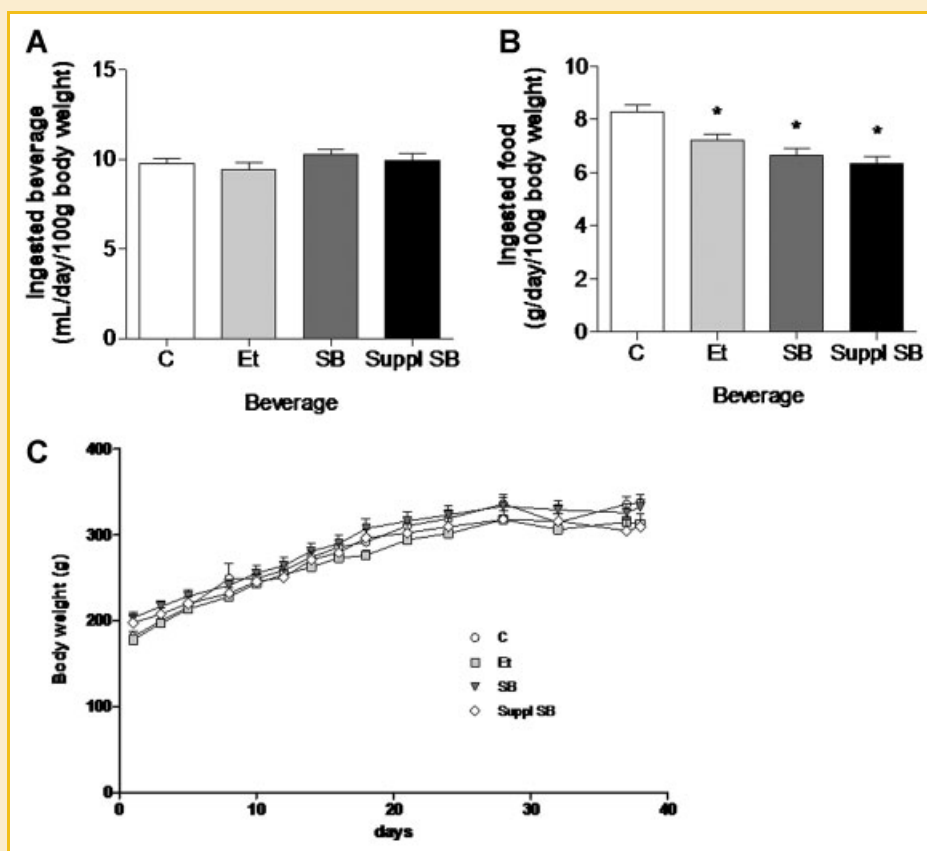 A
Ingested beverage
(mL/day/100g body weight)
15
10
5
0
C Et SB Suppl SB
Beverage
B
Ingested food
(g/day/100g body weight)
10
8
6
4
2
0
* * *
C Et SB Suppl SB
Beverage
C
Body weight (g)
400
300
200
100
0
0 10 20 30 40
days
C
Et
SB
Suppl SB